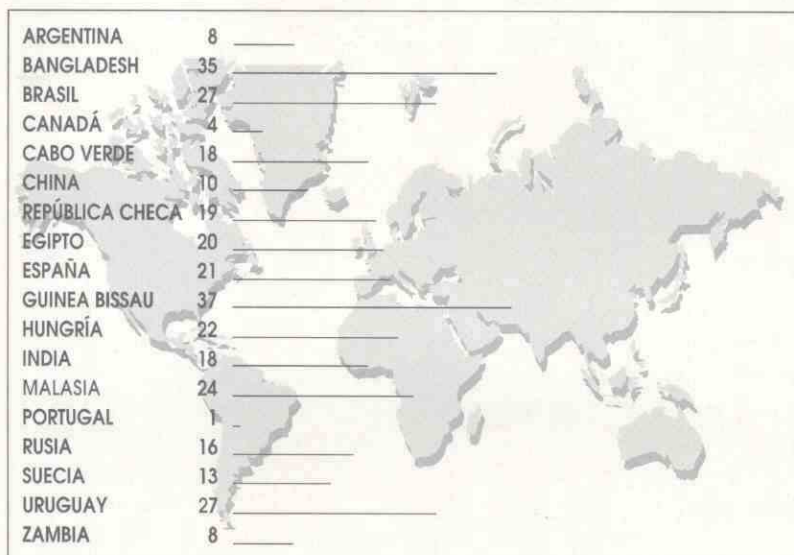 ARGENTINA 8
BANGLADESH 35
BRASIL 27
CANADÁ 4
CABO VERDE 18
CHINA 10
REPÚBLICA CHECA 19
EGIPTO 20
ESPAÑA 21
GUINEA BISSAU 37
HUNGRÍA 22
INDIA 18
MALASIA 24
PORTUGAL 1
RUSIA 16
SUECIA 13
URUGUAY 27
ZAMBIA 8